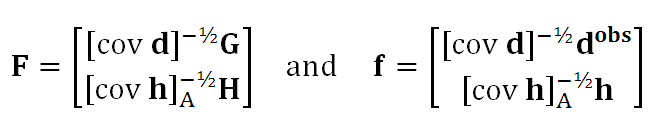 F = [[cov d]^{−½}G; [cov h]_A^{−½}H] and f = [[cov d]^{−½}d^{obs}; [cov h]_A^{−½}h]